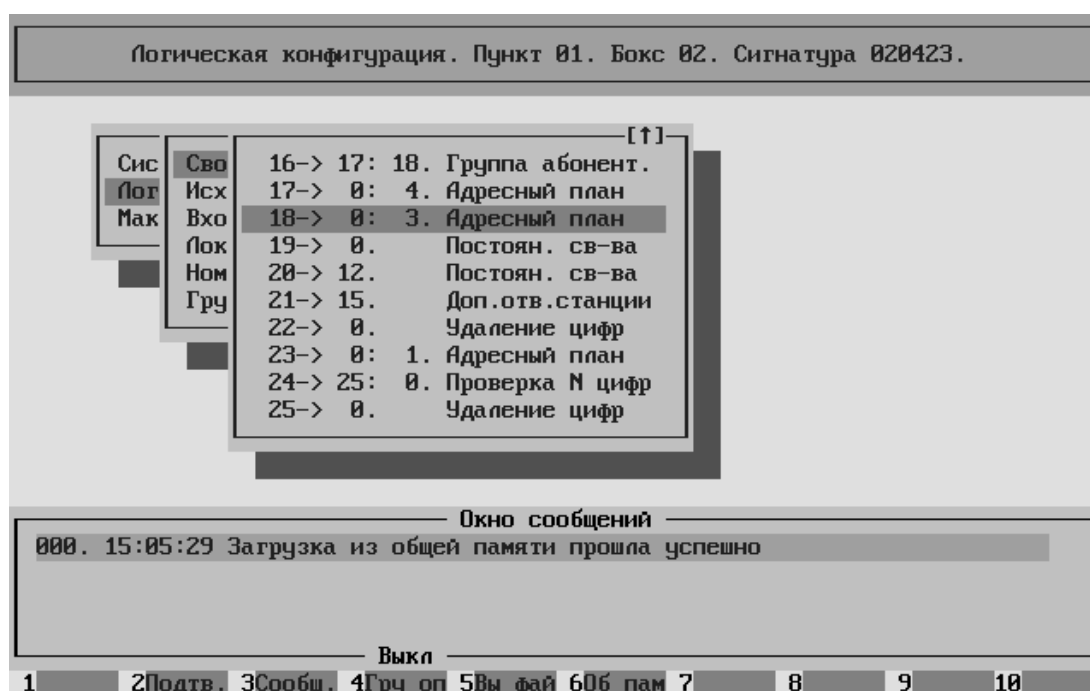 Логическая конфигурация. Пункт 01. Бокс 02. Сигнатура 020423.
[↑]
Сис
Лог
Мак
Сво
Исх
Вхо
Лок
Ном
Гру
16-> 17: 18. Группа абонент.
17-> 0: 4. Адресный план
18-> 0: 3. Адресный план
19-> 0. Постоян. св-ва
20-> 12. Постоян. св-ва
21-> 15. Доп.отв.станции
22-> 0. Удаление цифр
23-> 0: 1. Адресный план
24-> 25: 0. Проверка N цифр
25-> 0. Удаление цифр
Окно сообщений
000. 15:05:29 Загрузка из общей памяти прошла успешно
Выкл
1 2Подтв. 3Сообщ. 4Гру оп 5Вы фай 6Об пам 7 8 9 10